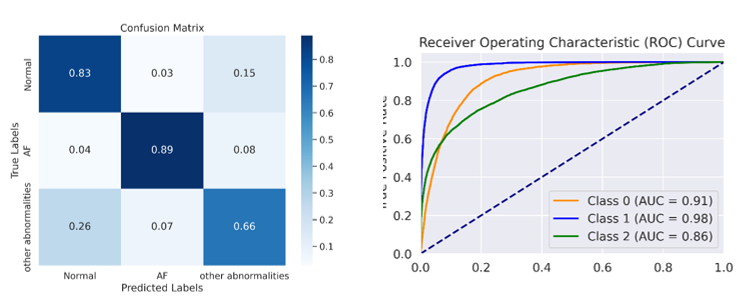 Confusion Matrix
True Labels
Normal
AF
other abnormalities
0.83 0.03 0.15
0.04 0.89 0.08
0.26 0.07 0.66
Normal AF other abnormalities
Predicted Labels
0.8
0.7
0.6
0.5
0.4
0.3
0.2
0.1
Receiver Operating Characteristic (ROC) Curve
1.0
0.8
0.6
0.4
0.2
0.0
0.0 0.2 0.4 0.6 0.8 1.0
Class 0 (AUC = 0.91)
Class 1 (AUC = 0.98)
Class 2 (AUC = 0.86)